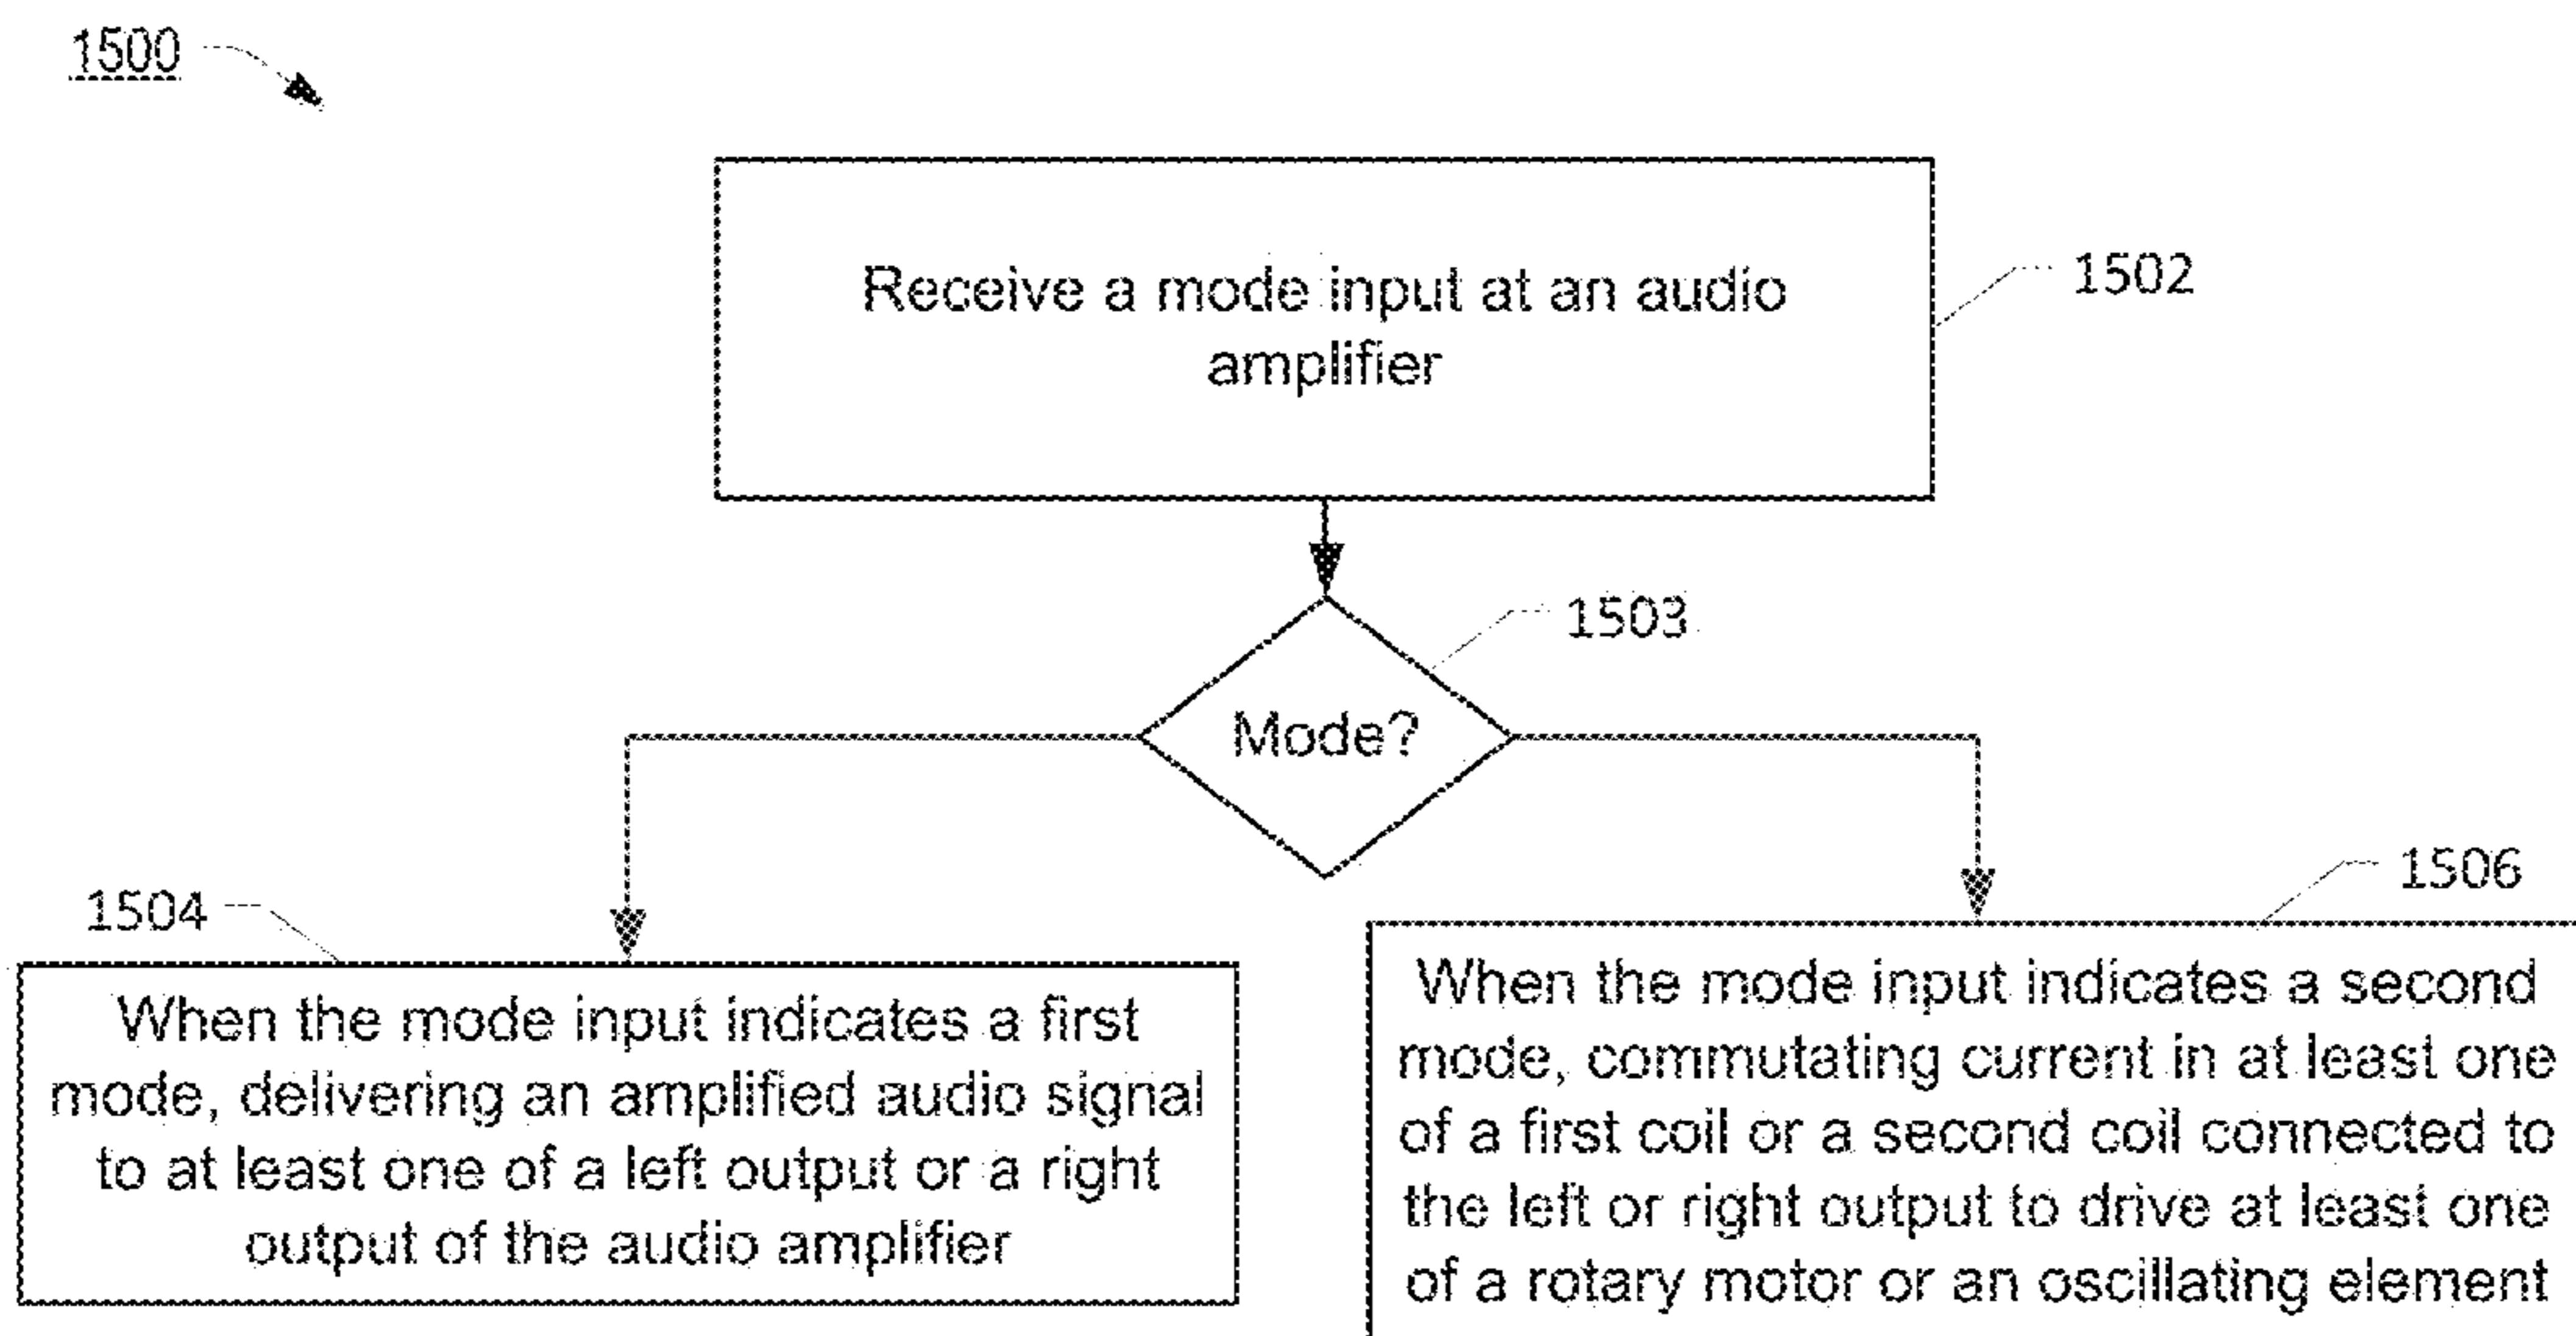 1500
Receive a mode input at an audio
amplifier
1502
1503
Mode?
1504
When the mode input indicates a first
mode, delivering an amplified audio signal
to at least one of a left output or a right
output of the audio amplifier
1506
When the mode input indicates a second
mode, commutating current in at least one
of a first coil or a second coil connected to
the left or right output to drive at least one
of a rotary motor or an oscillating element